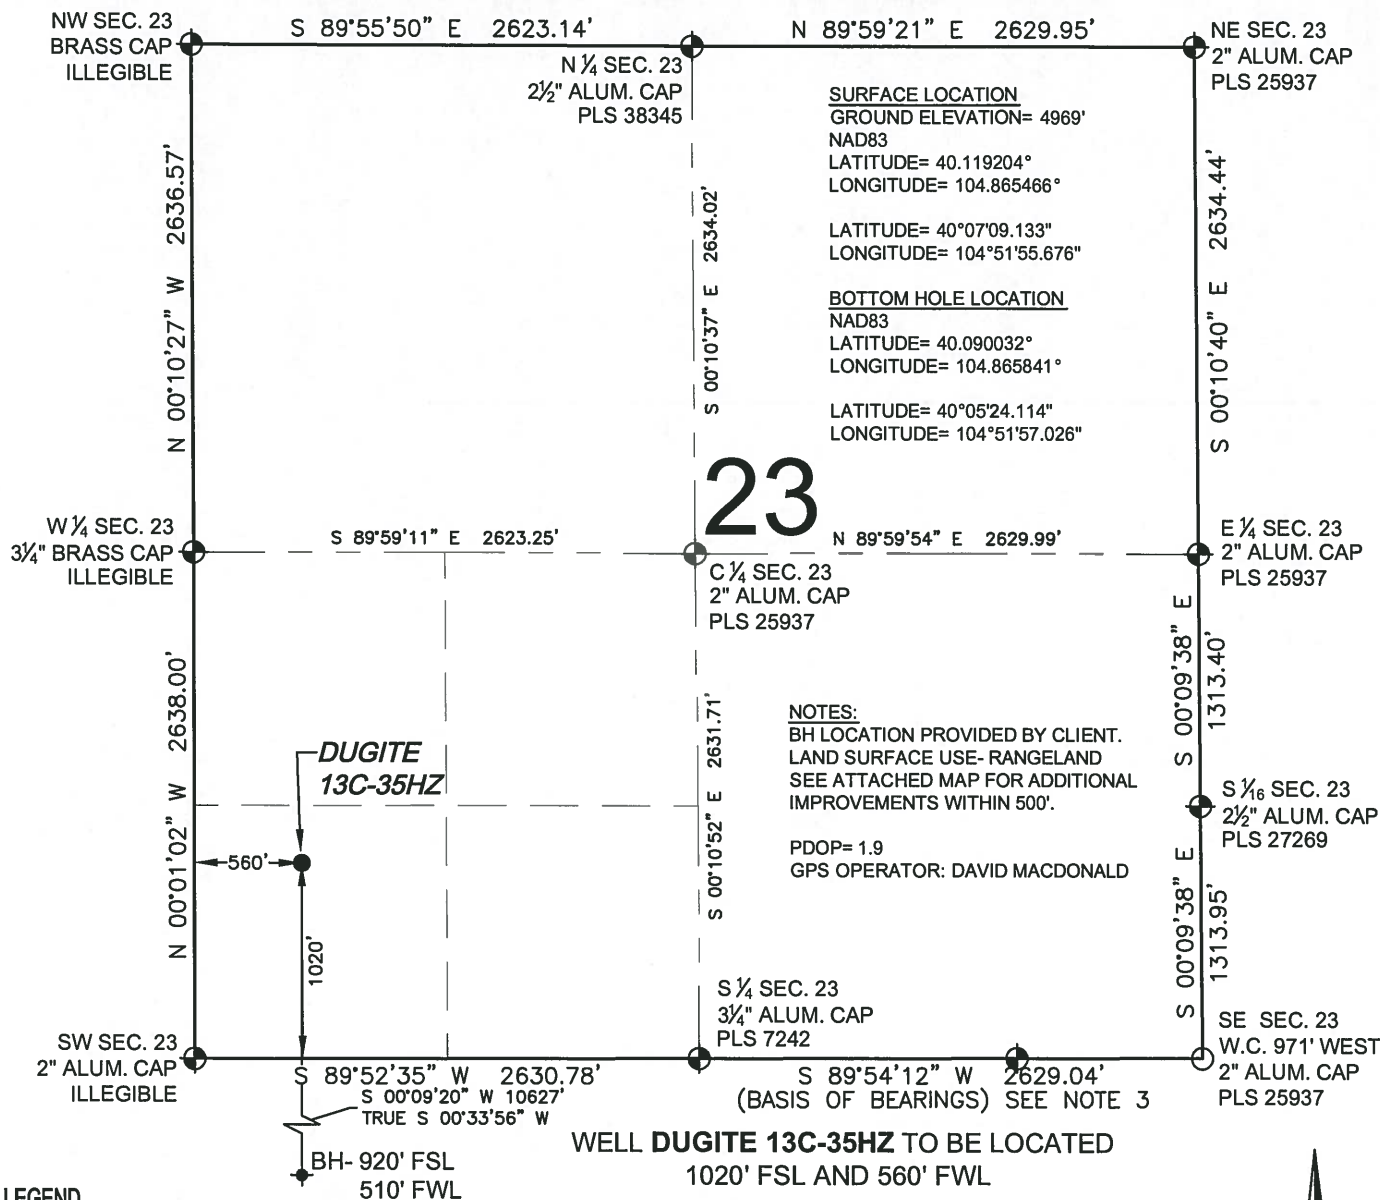 NW SEC. 23
BRASS CAP
ILLEGIBLE
S 89°55'50" E 2623.14'
N 89°59'21" E 2629.95'
NE SEC. 23
2" ALUM. CAP
PLS 25937
N ¼ SEC. 23
2½" ALUM. CAP
PLS 38345
SURFACE LOCATION
GROUND ELEVATION= 4969'
NAD83
LATITUDE= 40.119204°
LONGITUDE= 104.865466°
LATITUDE= 40°07'09.133"
LONGITUDE= 104°51'55.676"
BOTTOM HOLE LOCATION
NAD83
LATITUDE= 40.090032°
LONGITUDE= 104.865841°
LATITUDE= 40°05'24.114"
LONGITUDE= 104°51'57.026"
N 00°10'27" W 2636.57'
S 00°10'37" E 2634.02'
S 00°10'40" E 2634.44'
23
W ¼ SEC. 23
3¼" BRASS CAP
ILLEGIBLE
S 89°59'11" E 2623.25'
N 89°59'54" E 2629.99'
E ¼ SEC. 23
2" ALUM. CAP
PLS 25937
C ¼ SEC. 23
2" ALUM. CAP
PLS 25937
N 00°01'02" W 2638.00'
DUGITE
13C-35HZ
560'
1020'
S 00°10'52" E 2631.71'
NOTES:
BH LOCATION PROVIDED BY CLIENT.
LAND SURFACE USE- RANGELAND
SEE ATTACHED MAP FOR ADDITIONAL
IMPROVEMENTS WITHIN 500'.
PDOP= 1.9
GPS OPERATOR: DAVID MACDONALD
S 00°09'38" E
1313.40'
S 1⁄16 SEC. 23
2½" ALUM. CAP
PLS 27269
S 00°09'38" E
1313.95'
S ¼ SEC. 23
3¼" ALUM. CAP
PLS 7242
SW SEC. 23
2" ALUM. CAP
ILLEGIBLE
SE SEC. 23
W.C. 971' WEST
2" ALUM. CAP
PLS 25937
S 89°52'35" W 2630.78'
S 00°09'20" W 10627'
TRUE S 00°33'56" W
S 89°54'12" W 2629.04'
(BASIS OF BEARINGS) SEE NOTE 3
WELL DUGITE 13C-35HZ TO BE LOCATED
1020' FSL AND 560' FWL
BH- 920' FSL
510' FWL
LEGEND